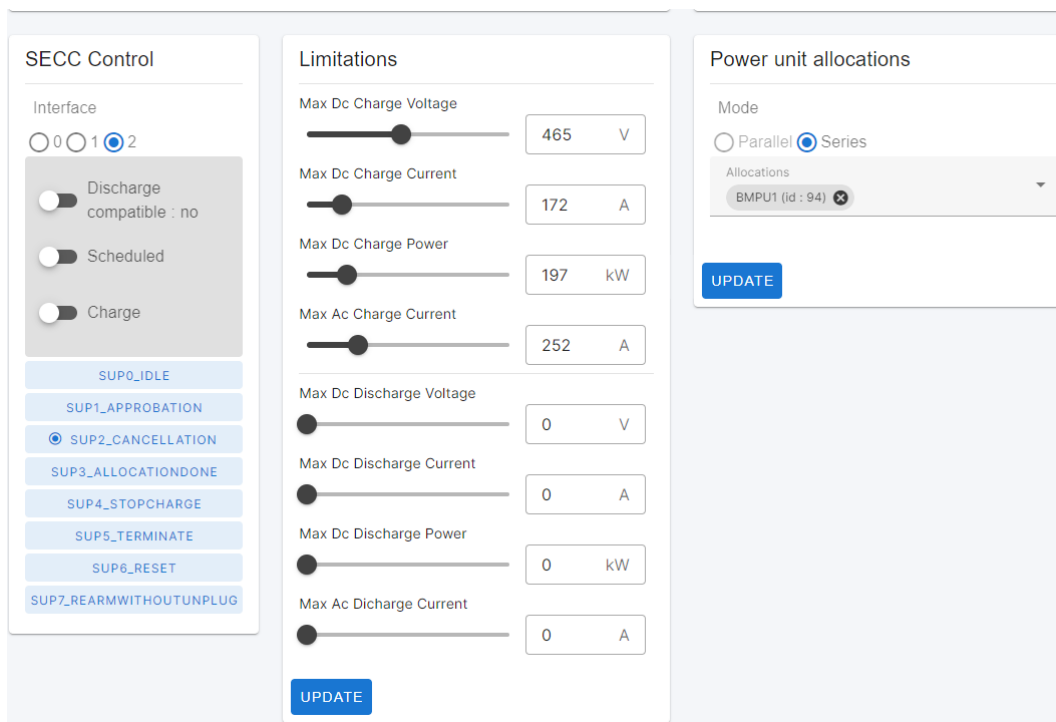 SECC Control
Interface
0 1 2
Discharge
compatible : no
Scheduled
Charge
SUP0_IDLE
SUP1_APPROBATION
SUP2_CANCELLATION
SUP3_ALLOCATIONDONE
SUP4_STOPCHARGE
SUP5_TERMINATE
SUP6_RESET
SUP7_REARMWITHOUTUNPLUG
Limitations
Max Dc Charge Voltage
465 V
Max Dc Charge Current
172 A
Max Dc Charge Power
197 kW
Max Ac Charge Current
252 A
Max Dc Discharge Voltage
0 V
Max Dc Discharge Current
0 A
Max Dc Discharge Power
0 kW
Max Ac Dicharge Current
0 A
UPDATE
Power unit allocations
Mode
Parallel Series
Allocations
BMPU1 (id : 94)
UPDATE